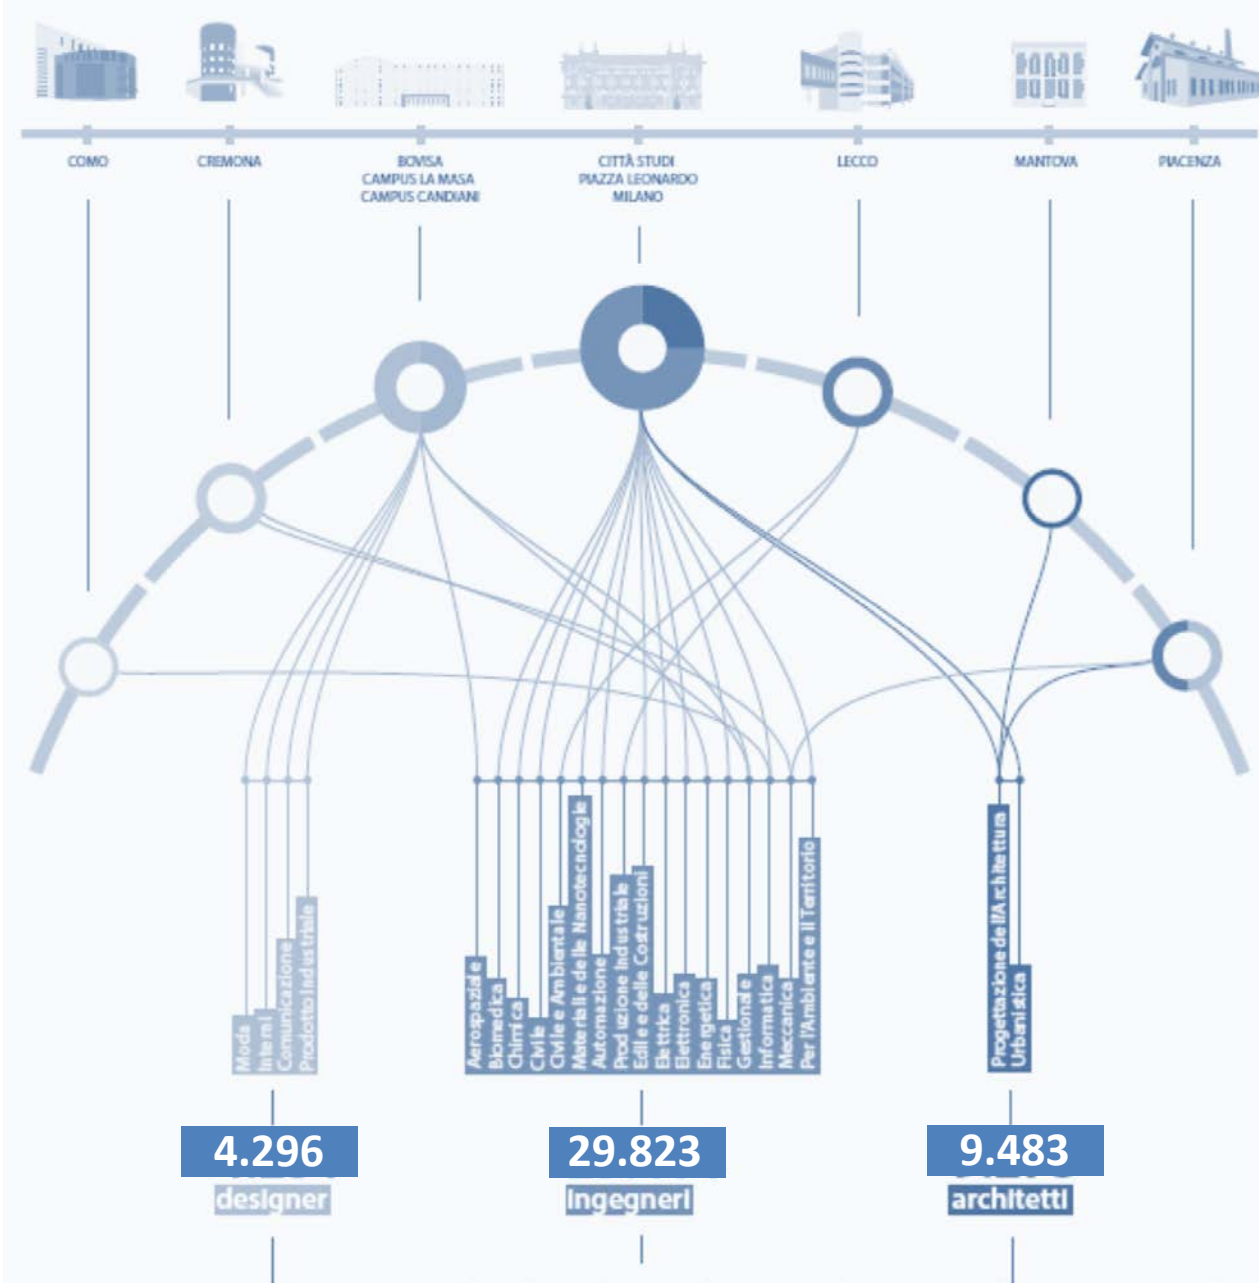 COMO
CREMONA
BOVISA
CAMPUS LA MASA
CAMPUS CANDIANI
CITTÀ STUDI
PIAZZA LEONARDO
MILANO
LECCO
MANTOVA
PIACENZA
Moda
Interni
Comunicazione
Prodotto Industriale
Aerospaziale
Biomedica
Chimica
Civile
Civile e Ambientale
Materiali e delle Nanotecnologie
Automazione
Produzione Industriale
Edile e delle Costruzioni
Elettrica
Elettronica
Energetica
Fisica
Gestionale
Informatica
Meccanica
Per l'Ambiente e il Territorio
Progettazione dell'Architettura
Urbanistica
4.296
designer
29.823
ingegneri
9.483
architetti